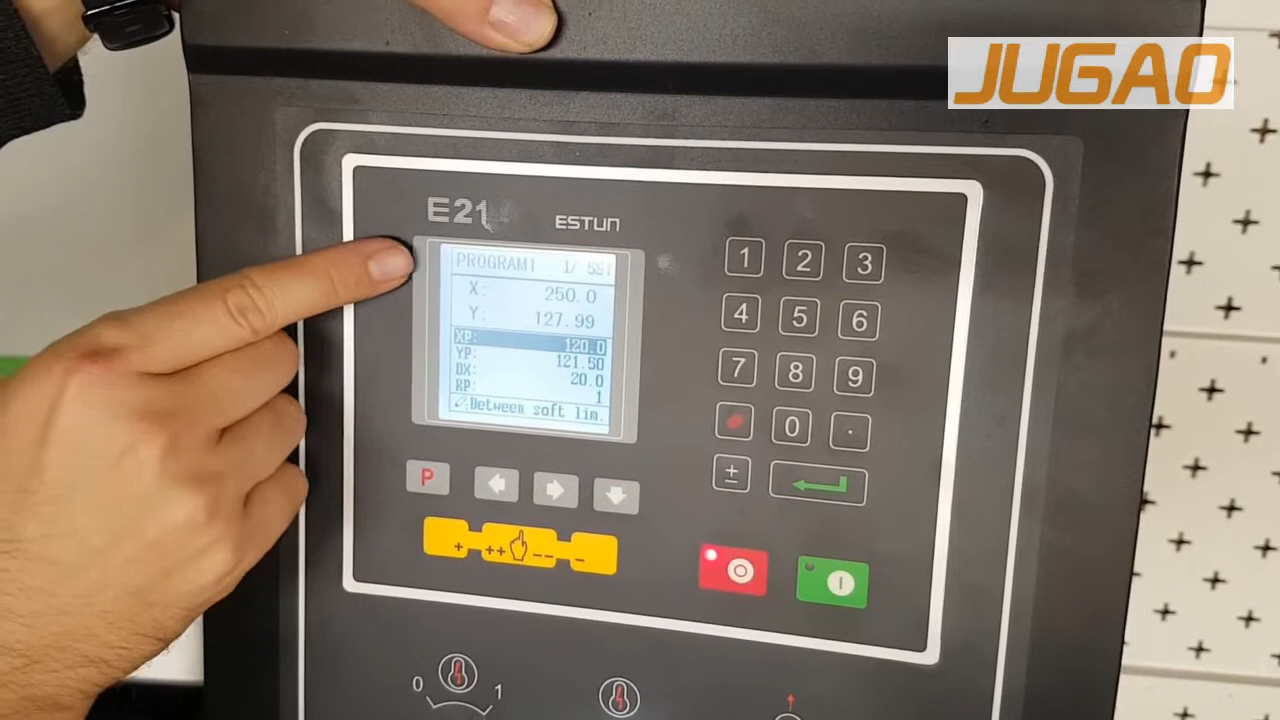 JUGAO
E21 ESTUN
PROGRAM1 1/ 5ST
X: 250.0
Y: 127.99
XP: 120.0
YP: 121.50
DX: 20.0
RP: 1
:Between soft lim.
1 2 3
4 5 6
7 8 9
0 .
±
P
+ ++ -- -
0 1